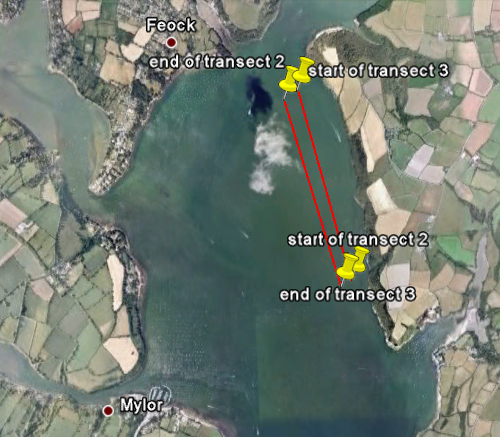 Feock
end of transect 2
start of transect 3
start of transect 2
end of transect 3
Mylor